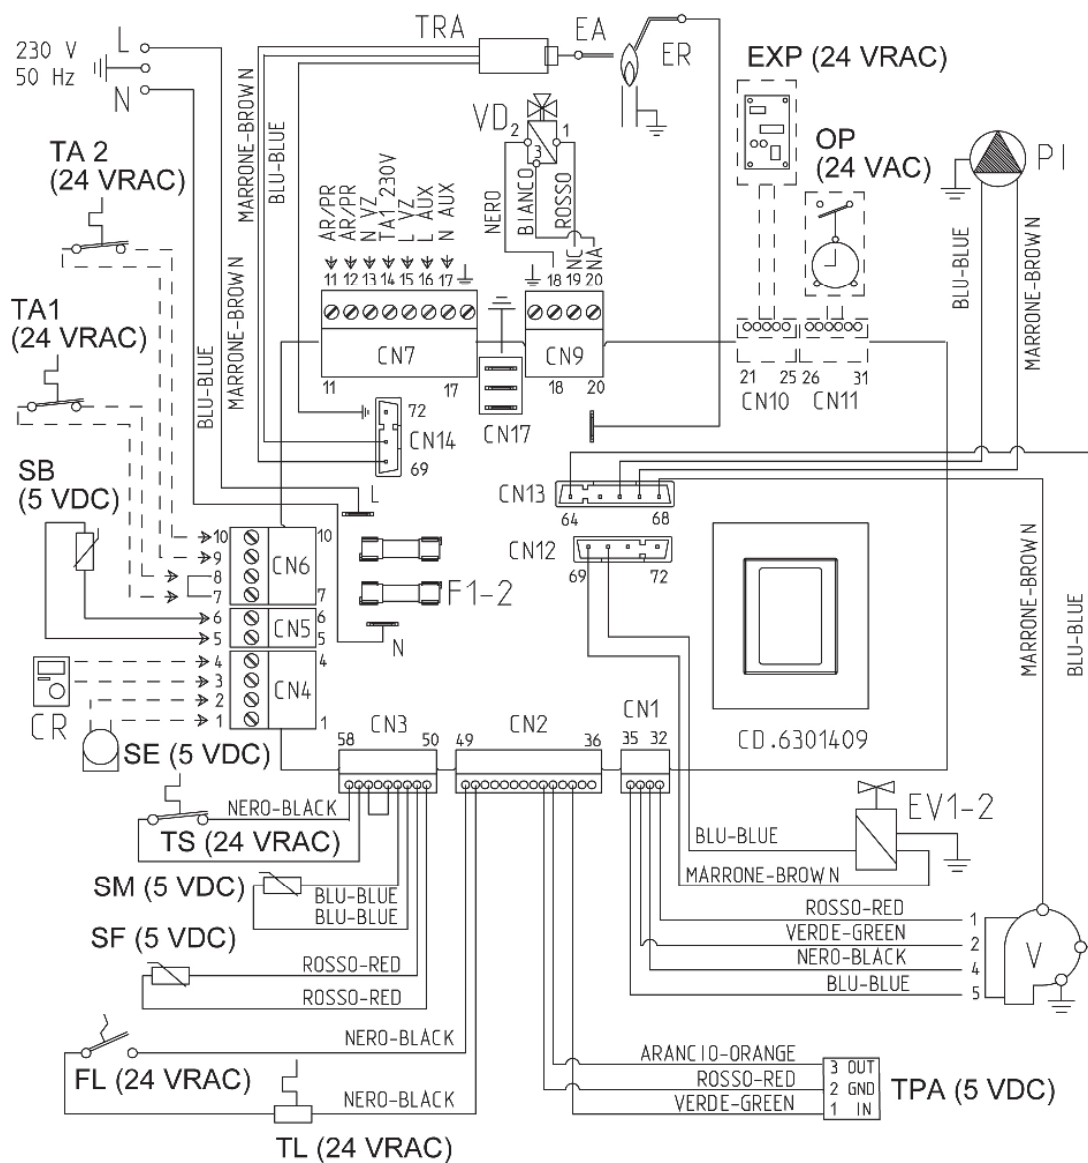 TRA
EA
ER
L
230 V
50 Hz
N
EXP (24 VRAC)
OP
(24 VAC)
PI
TA 2
(24 VRAC)
TA1
(24 VRAC)
MARRONE-BROWN
BLU-BLUE
MARRONE-BROWN
BLU-BLUE
VD
2
1
3
NERO
BIANCO
ROSSO
NC
NA
AR/PR
AR/PR
N VZ
TA1 230V
L VZ
L AUX
N AUX
11 12 13 14 15 16 17
18 19 20
BLU-BLUE
MARRONE-BROWN
CN7
11 17
CN9
18 20
CN17
21 25
CN10
26 31
CN11
72
CN14
69
SB
(5 VDC)
L
CN13
64 68
CN12
69 72
F1-2
N
10
9
8
7
CN6
10
7
6
5
CN5
6
5
4
3
2
1
CN4
4
1
CR
SE (5 VDC)
MARRONE-BROWN
BLU-BLUE
CD.6301409
CN3
58 50
CN2
49 36
CN1
35 32
NERO-BLACK
TS (24 VRAC)
EV1-2
BLU-BLUE
MARRONE-BROWN
SM (5 VDC)
BLU-BLUE
BLU-BLUE
SF (5 VDC)
ROSSO-RED
ROSSO-RED
ROSSO-RED 1
VERDE-GREEN 2
NERO-BLACK 4
BLU-BLUE 5
V
NERO-BLACK
FL (24 VRAC)
NERO-BLACK
TL (24 VRAC)
ARANCIO-ORANGE 3 OUT
ROSSO-RED 2 GND
VERDE-GREEN 1 IN
TPA (5 VDC)